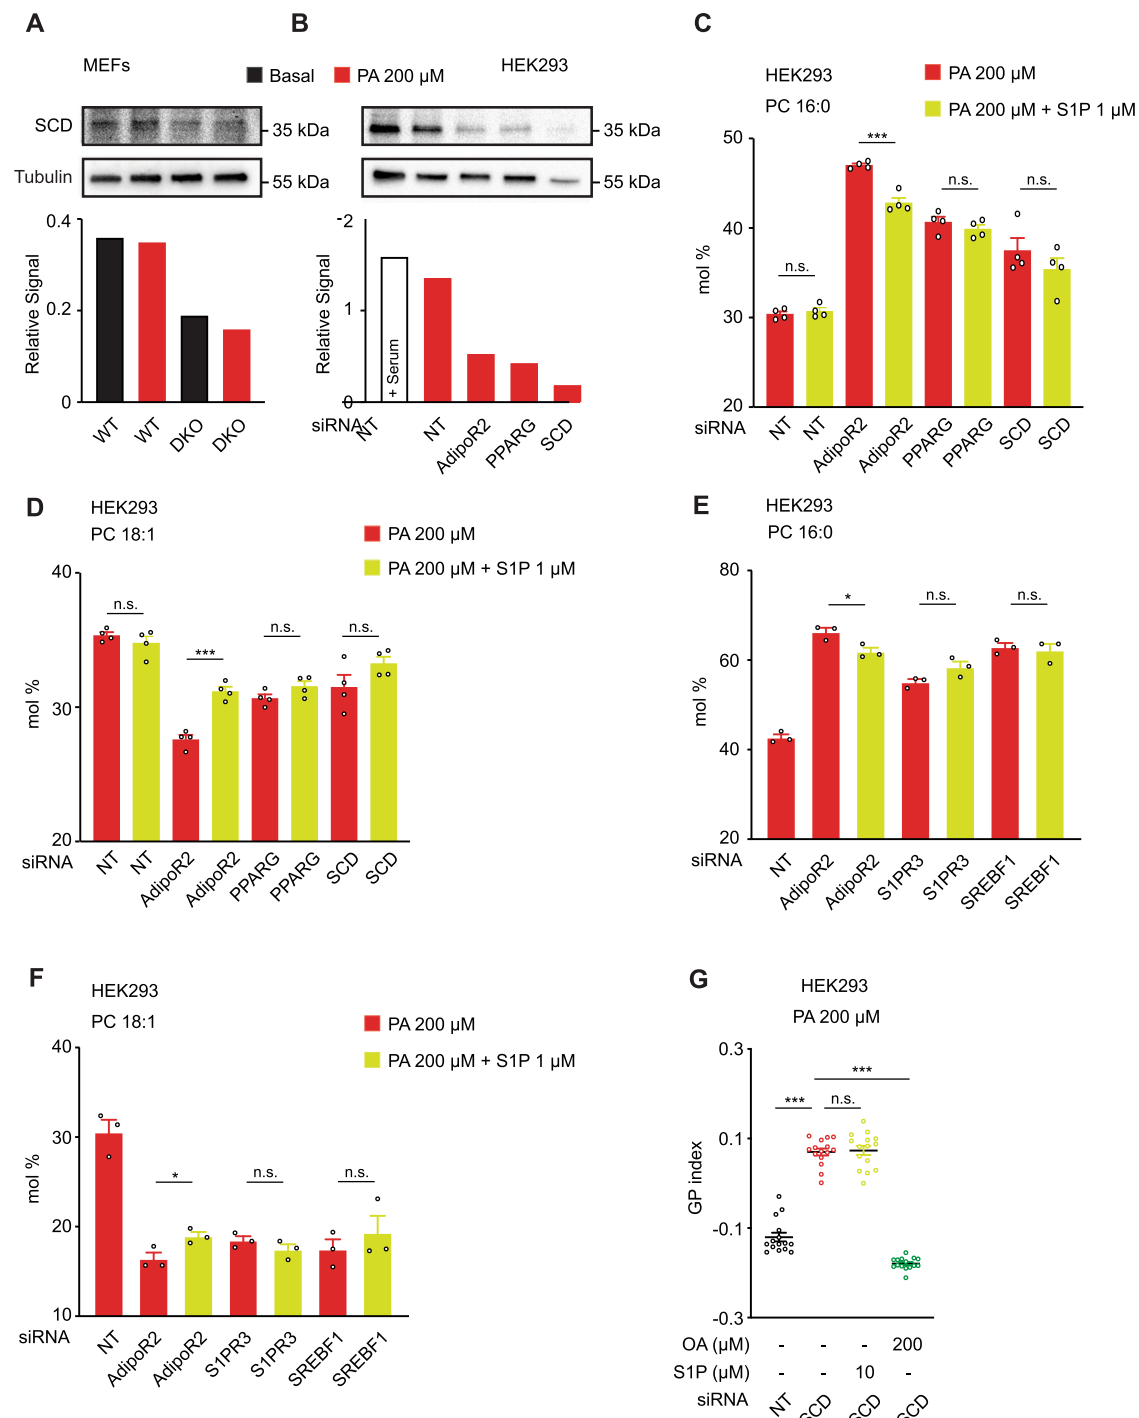 A
B
MEFs
Basal
PA 200 µM
HEK293
SCD
35 kDa
35 kDa
Tubulin
55 kDa
55 kDa
0.4
0.2
0
Relative Signal
WT
WT
DKO
DKO
2
1
0
Relative Signal
+ Serum
siRNA
NT
NT
AdipoR2
PPARG
SCD
C
HEK293
PC 16:0
PA 200 µM
PA 200 µM + S1P 1 µM
50
40
30
20
mol %
n.s.
***
n.s.
n.s.
siRNA
NT
NT
AdipoR2
AdipoR2
PPARG
PPARG
SCD
SCD
D
HEK293
PC 18:1
PA 200 µM
PA 200 µM + S1P 1 µM
40
30
20
mol %
n.s.
***
n.s.
n.s.
siRNA
NT
NT
AdipoR2
AdipoR2
PPARG
PPARG
SCD
SCD
E
HEK293
PC 16:0
80
60
40
20
mol %
*
n.s.
n.s.
siRNA
NT
AdipoR2
AdipoR2
S1PR3
S1PR3
SREBF1
SREBF1
F
HEK293
PC 18:1
PA 200 µM
PA 200 µM + S1P 1 µM
40
30
20
10
mol %
*
n.s.
n.s.
siRNA
NT
AdipoR2
AdipoR2
S1PR3
S1PR3
SREBF1
SREBF1
G
HEK293
PA 200 µM
0.3
0.1
-0.1
-0.3
GP index
***
***
n.s.
OA (µM) - - - 200
S1P (µM) - - 10 -
siRNA NT SCD SCD SCD